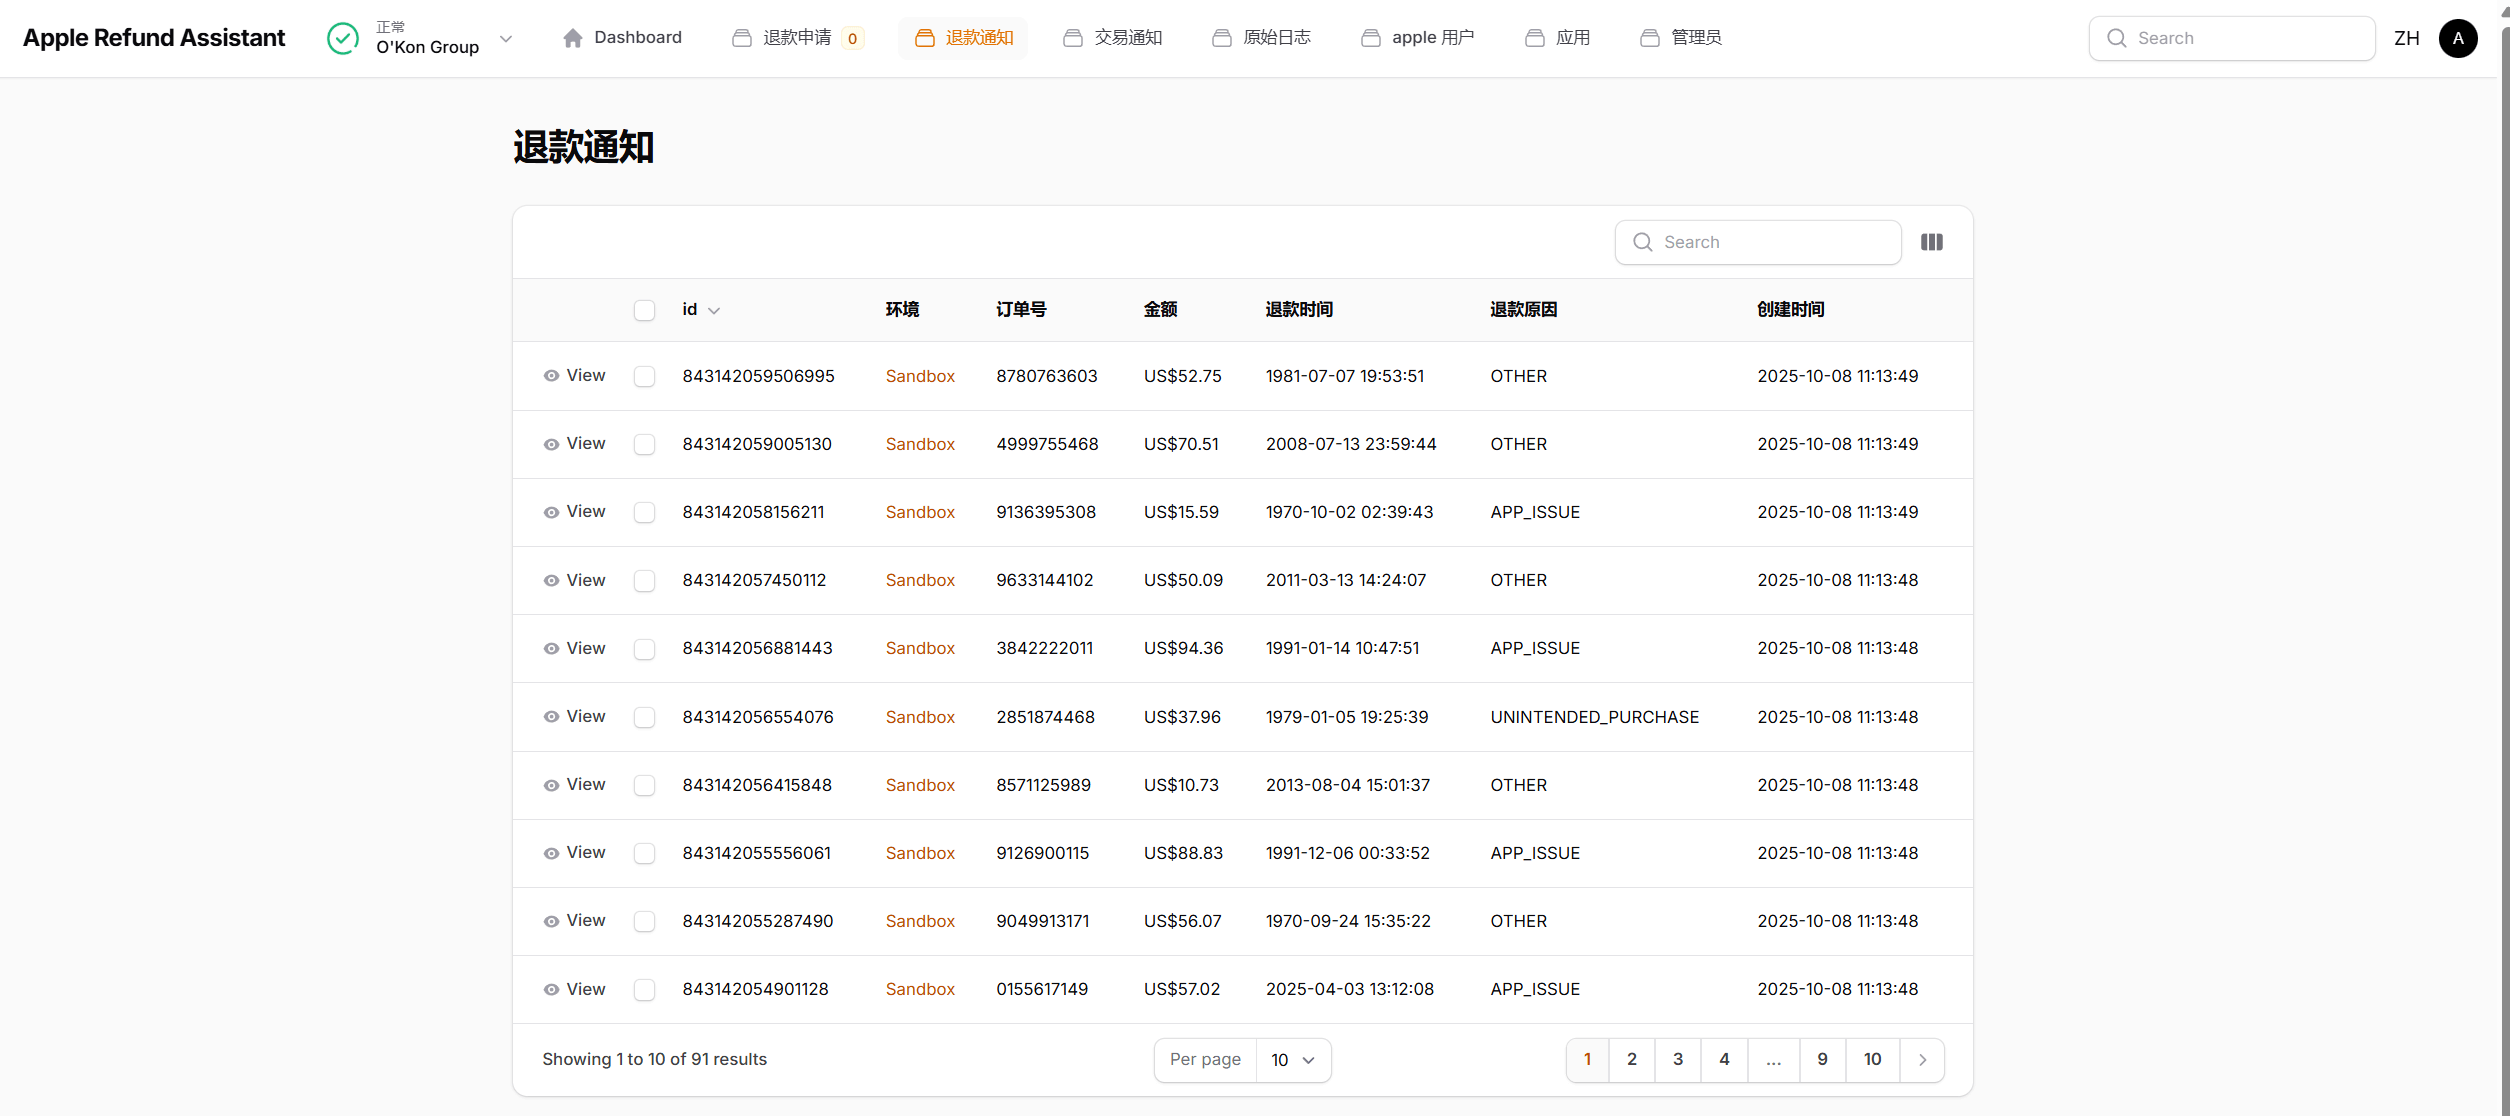 Apple Refund Assistant
正常
O'Kon Group
Dashboard
退款申请 0
退款通知
交易通知
原始日志
apple 用户
应用
管理员
Search
ZH
A
退款通知
Search
id 环境 订单号 金额 退款时间 退款原因 创建时间
View 843142059506995 Sandbox 8780763603 US$52.75 1981-07-07 19:53:51 OTHER 2025-10-08 11:13:49
View 843142059005130 Sandbox 4999755468 US$70.51 2008-07-13 23:59:44 OTHER 2025-10-08 11:13:49
View 843142058156211 Sandbox 9136395308 US$15.59 1970-10-02 02:39:43 APP_ISSUE 2025-10-08 11:13:49
View 843142057450112 Sandbox 9633144102 US$50.09 2011-03-13 14:24:07 OTHER 2025-10-08 11:13:48
View 843142056881443 Sandbox 3842222011 US$94.36 1991-01-14 10:47:51 APP_ISSUE 2025-10-08 11:13:48
View 843142056554076 Sandbox 2851874468 US$37.96 1979-01-05 19:25:39 UNINTENDED_PURCHASE 2025-10-08 11:13:48
View 843142056415848 Sandbox 8571125989 US$10.73 2013-08-04 15:01:37 OTHER 2025-10-08 11:13:48
View 843142055556061 Sandbox 9126900115 US$88.83 1991-12-06 00:33:52 APP_ISSUE 2025-10-08 11:13:48
View 843142055287490 Sandbox 9049913171 US$56.07 1970-09-24 15:35:22 OTHER 2025-10-08 11:13:48
View 843142054901128 Sandbox 0155617149 US$57.02 2025-04-03 13:12:08 APP_ISSUE 2025-10-08 11:13:48
Showing 1 to 10 of 91 results
Per page 10
1 2 3 4 ... 9 10